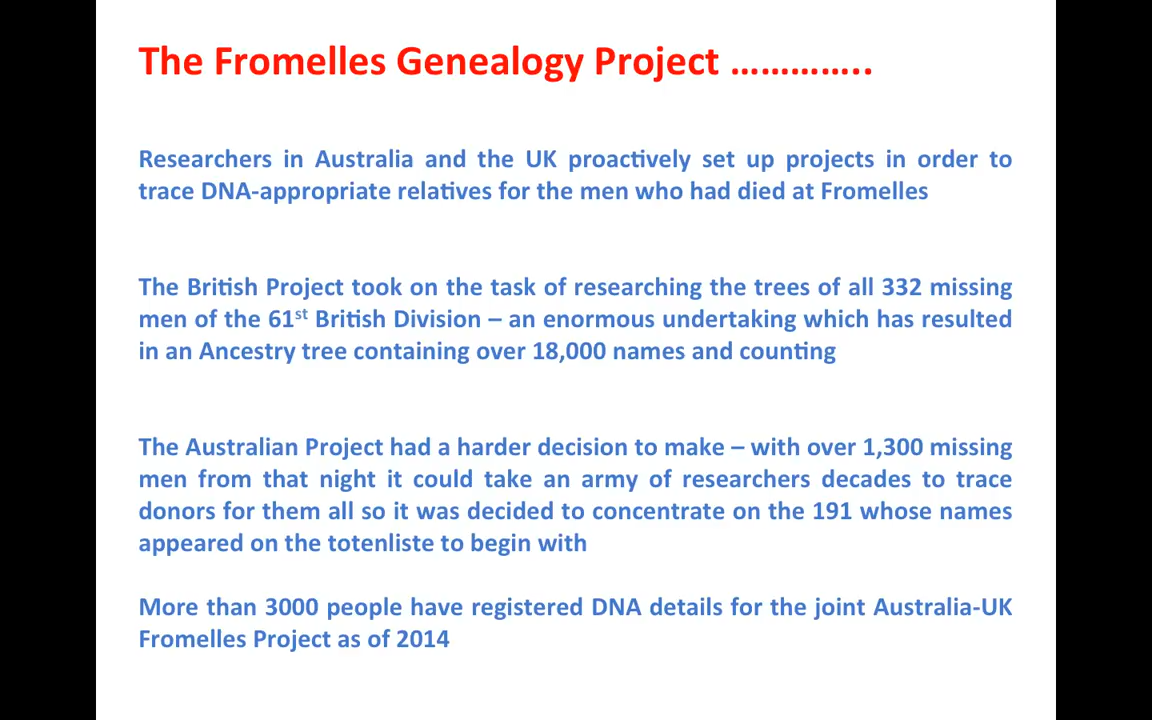 The Fromelles Genealogy Project …………..
Researchers in Australia and the UK proactively set up projects in order to
trace DNA-appropriate relatives for the men who had died at Fromelles
The British Project took on the task of researching the trees of all 332 missing
men of the 61st British Division – an enormous undertaking which has resulted
in an Ancestry tree containing over 18,000 names and counting
The Australian Project had a harder decision to make – with over 1,300 missing
men from that night it could take an army of researchers decades to trace
donors for them all so it was decided to concentrate on the 191 whose names
appeared on the totenliste to begin with
More than 3000 people have registered DNA details for the joint Australia-UK
Fromelles Project as of 2014